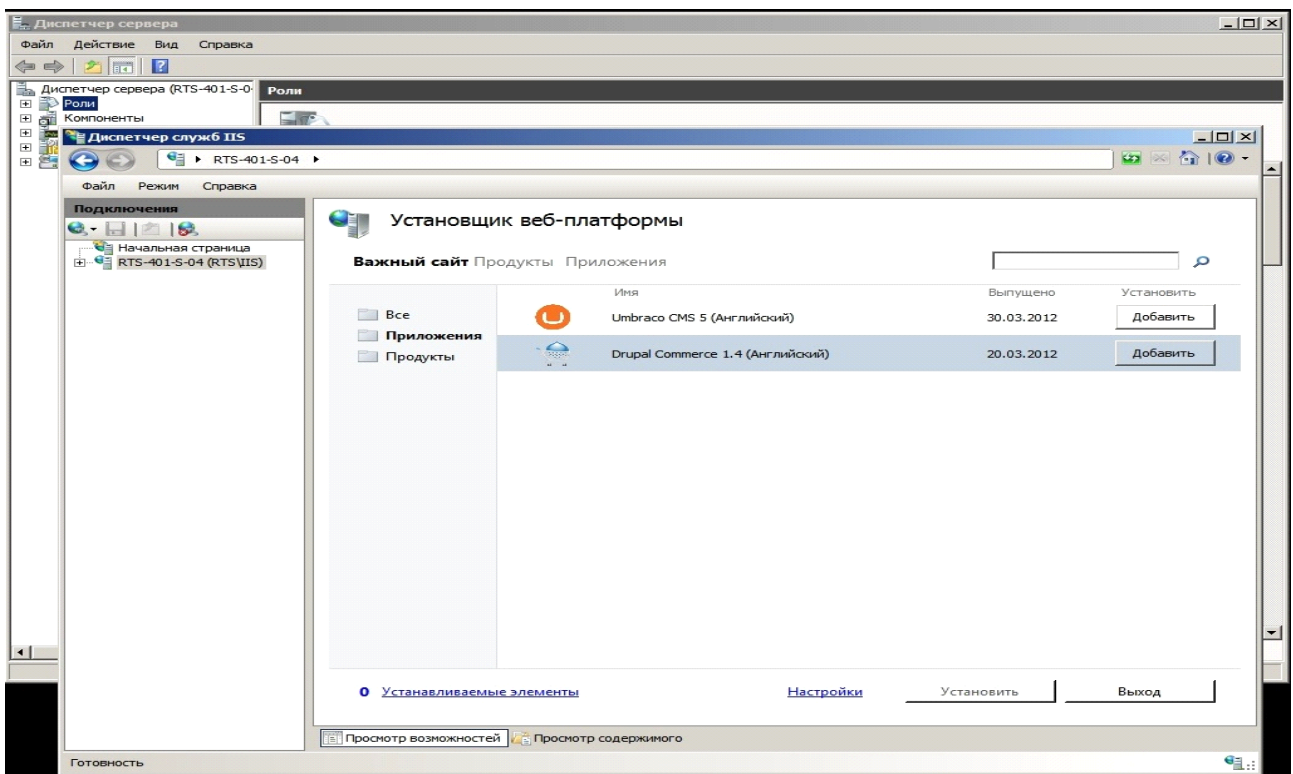 Диспетчер сервера
Файл Действие Вид Справка
Диспетчер сервера (RTS-401-S-0
Роли
Роли
Компоненты
Диспетчер служб IIS
RTS-401-S-04
Файл Режим Справка
Подключения
Начальная страница
RTS-401-S-04 (RTS\IIS)
Установщик веб-платформы
Важный сайт Продукты Приложения
Все
Приложения
Продукты
Имя Выпущено Установить
Umbraco CMS 5 (Английский) 30.03.2012 Добавить
Drupal Commerce 1.4 (Английский) 20.03.2012 Добавить
0 Устанавливаемые элементы Настройки Установить Выход
Просмотр возможностей Просмотр содержимого
Готовность